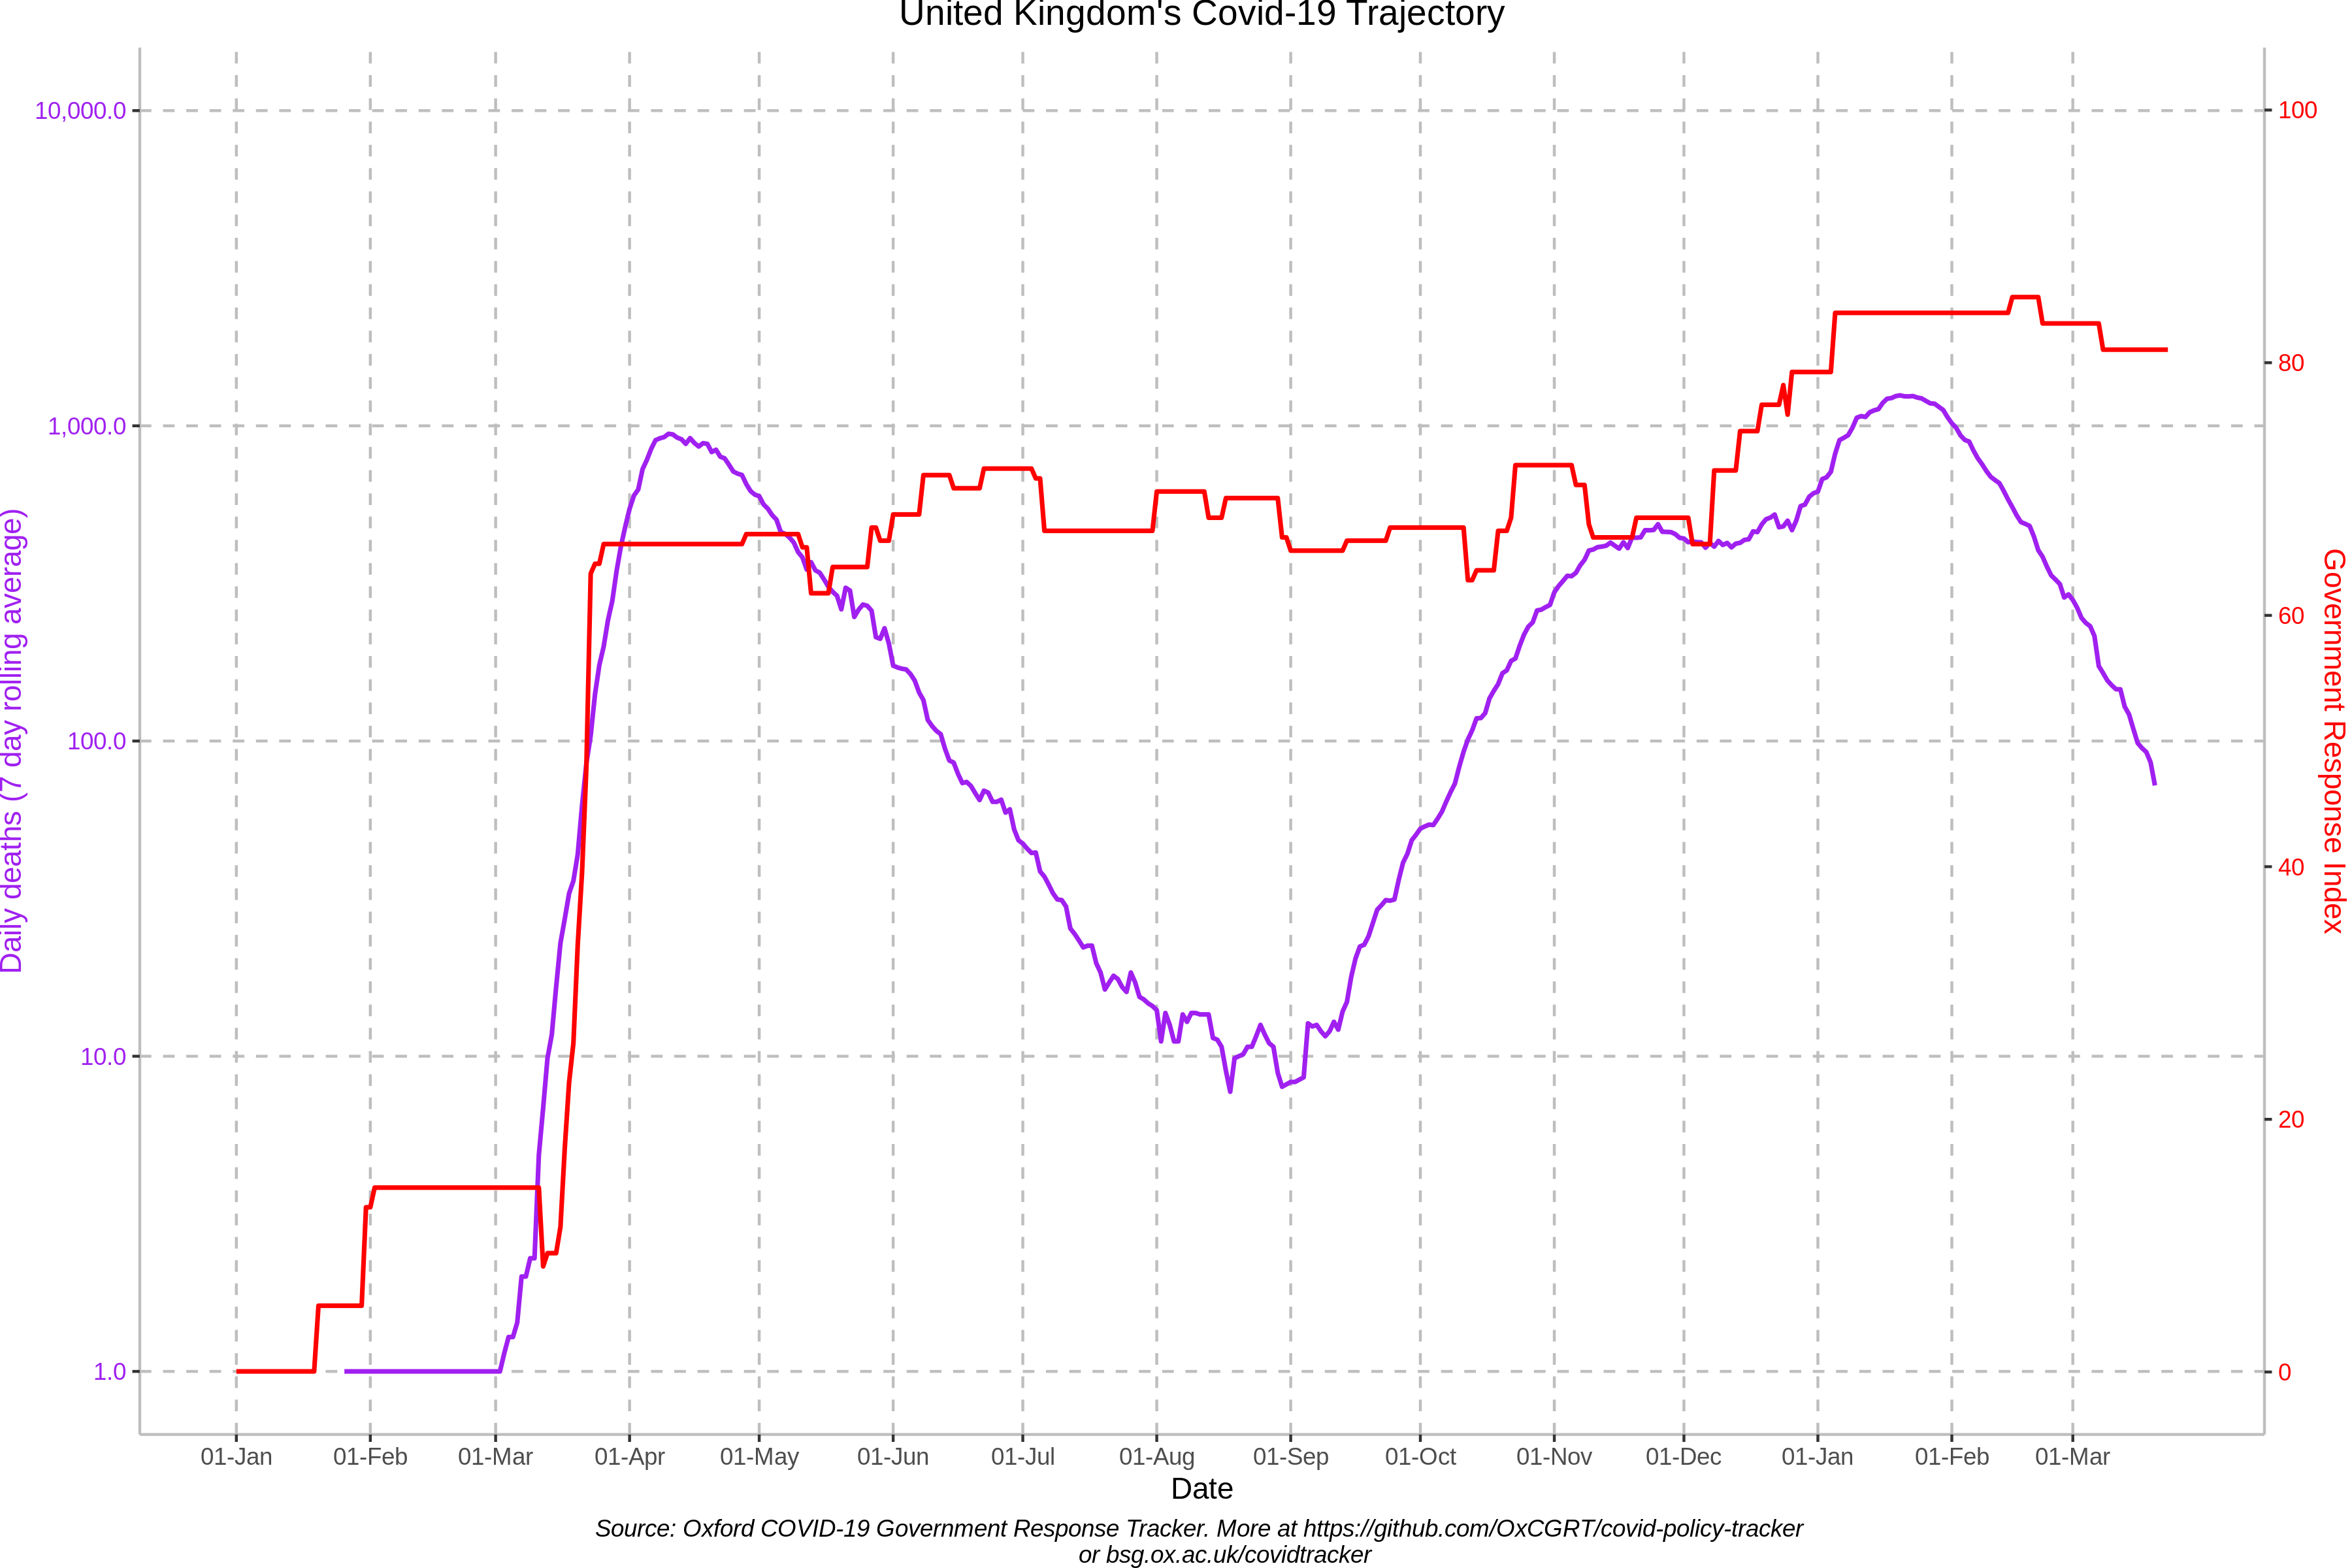 United Kingdom's Covid-19 Trajectory
10,000.0
1,000.0
100.0
10.0
1.0
Daily deaths (7 day rolling average)
100
80
60
40
20
0
Government Response Index
01-Jan 01-Feb 01-Mar 01-Apr 01-May 01-Jun 01-Jul 01-Aug 01-Sep 01-Oct 01-Nov 01-Dec 01-Jan 01-Feb 01-Mar
Date
Source: Oxford COVID-19 Government Response Tracker. More at https://github.com/OxCGRT/covid-policy-tracker
or bsg.ox.ac.uk/covidtracker